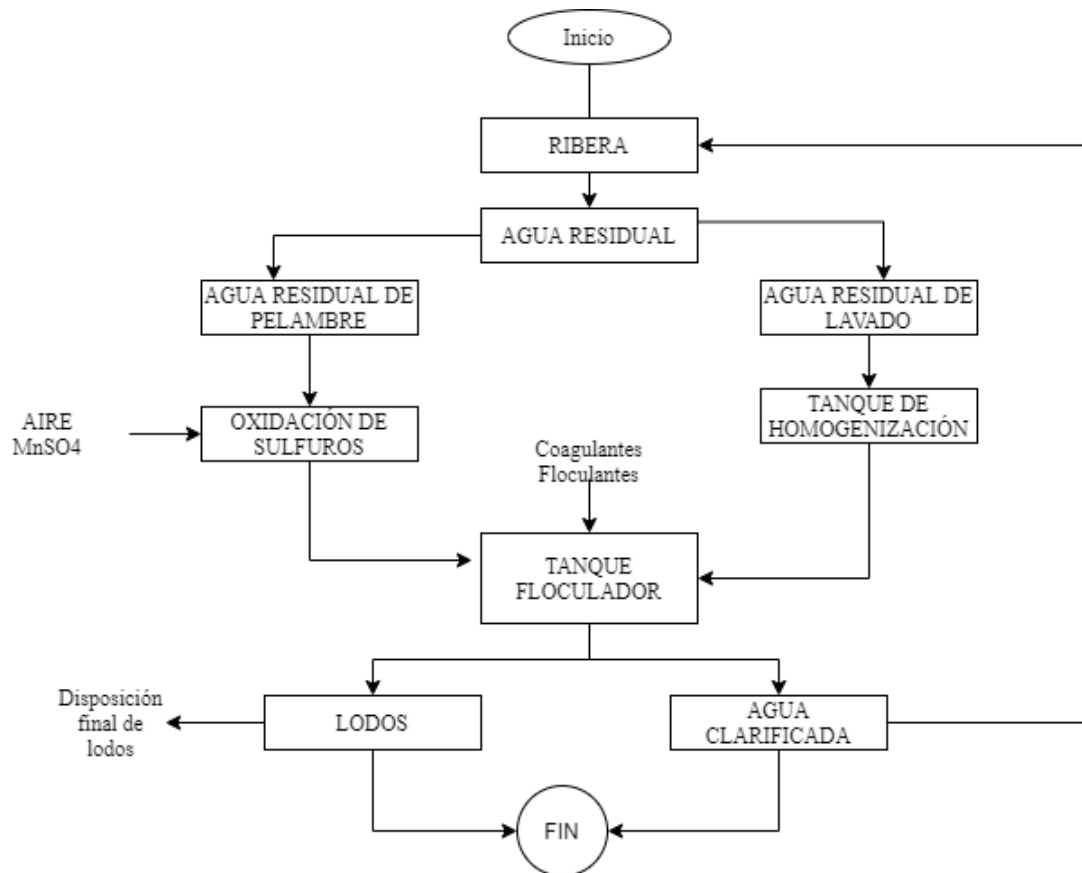 Inicio
RIBERA
AGUA RESIDUAL
AGUA RESIDUAL DE
PELAMBRE
AGUA RESIDUAL DE
LAVADO
AIRE
MnSO4
OXIDACIÓN DE
SULFUROS
TANQUE DE
HOMOGENIZACIÓN
Coagulantes
Floculantes
TANQUE
FLOCULADOR
Disposición
final de
lodos
LODOS
AGUA
CLARIFICADA
FIN